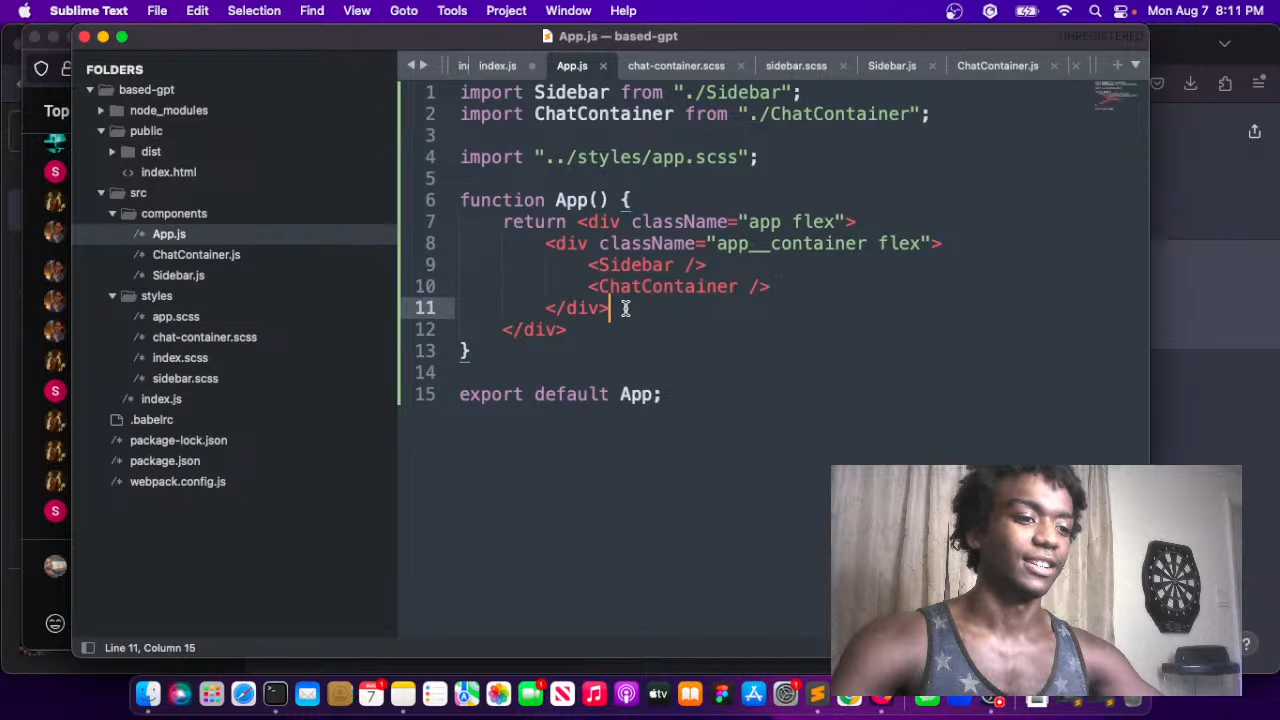 Sublime Text File Edit Selection Find View Goto Tools Project Window Help Mon Aug 7 8:11 PM
App.js — based-gpt UNREGISTERED
FOLDERS
based-gpt
node_modules
public
dist
index.html
src
components
App.js
ChatContainer.js
Sidebar.js
styles
app.scss
chat-container.scss
index.scss
sidebar.scss
index.js
.babelrc
package-lock.json
package.json
webpack.config.js
index.js App.js chat-container.scss sidebar.scss Sidebar.js ChatContainer.js
1 import Sidebar from "./Sidebar";
2 import ChatContainer from "./ChatContainer";
3
4 import "../styles/app.scss";
5
6 function App() {
7 return <div className="app flex">
8 <div className="app__container flex">
9 <Sidebar />
10 <ChatContainer />
11 </div>
12 </div>
13 }
14
15 export default App;
Line 11, Column 15
Top
S
S
S
S
AUG
7
tv